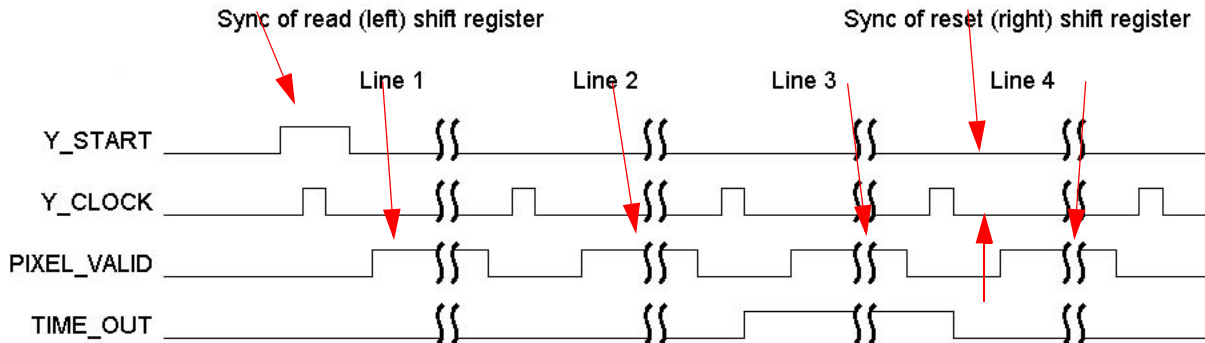 Sync of read (left) shift register
Sync of reset (right) shift register
Line 1
Line 2
Line 3
Line 4
Y_START
Y_CLOCK
PIXEL_VALID
TIME_OUT